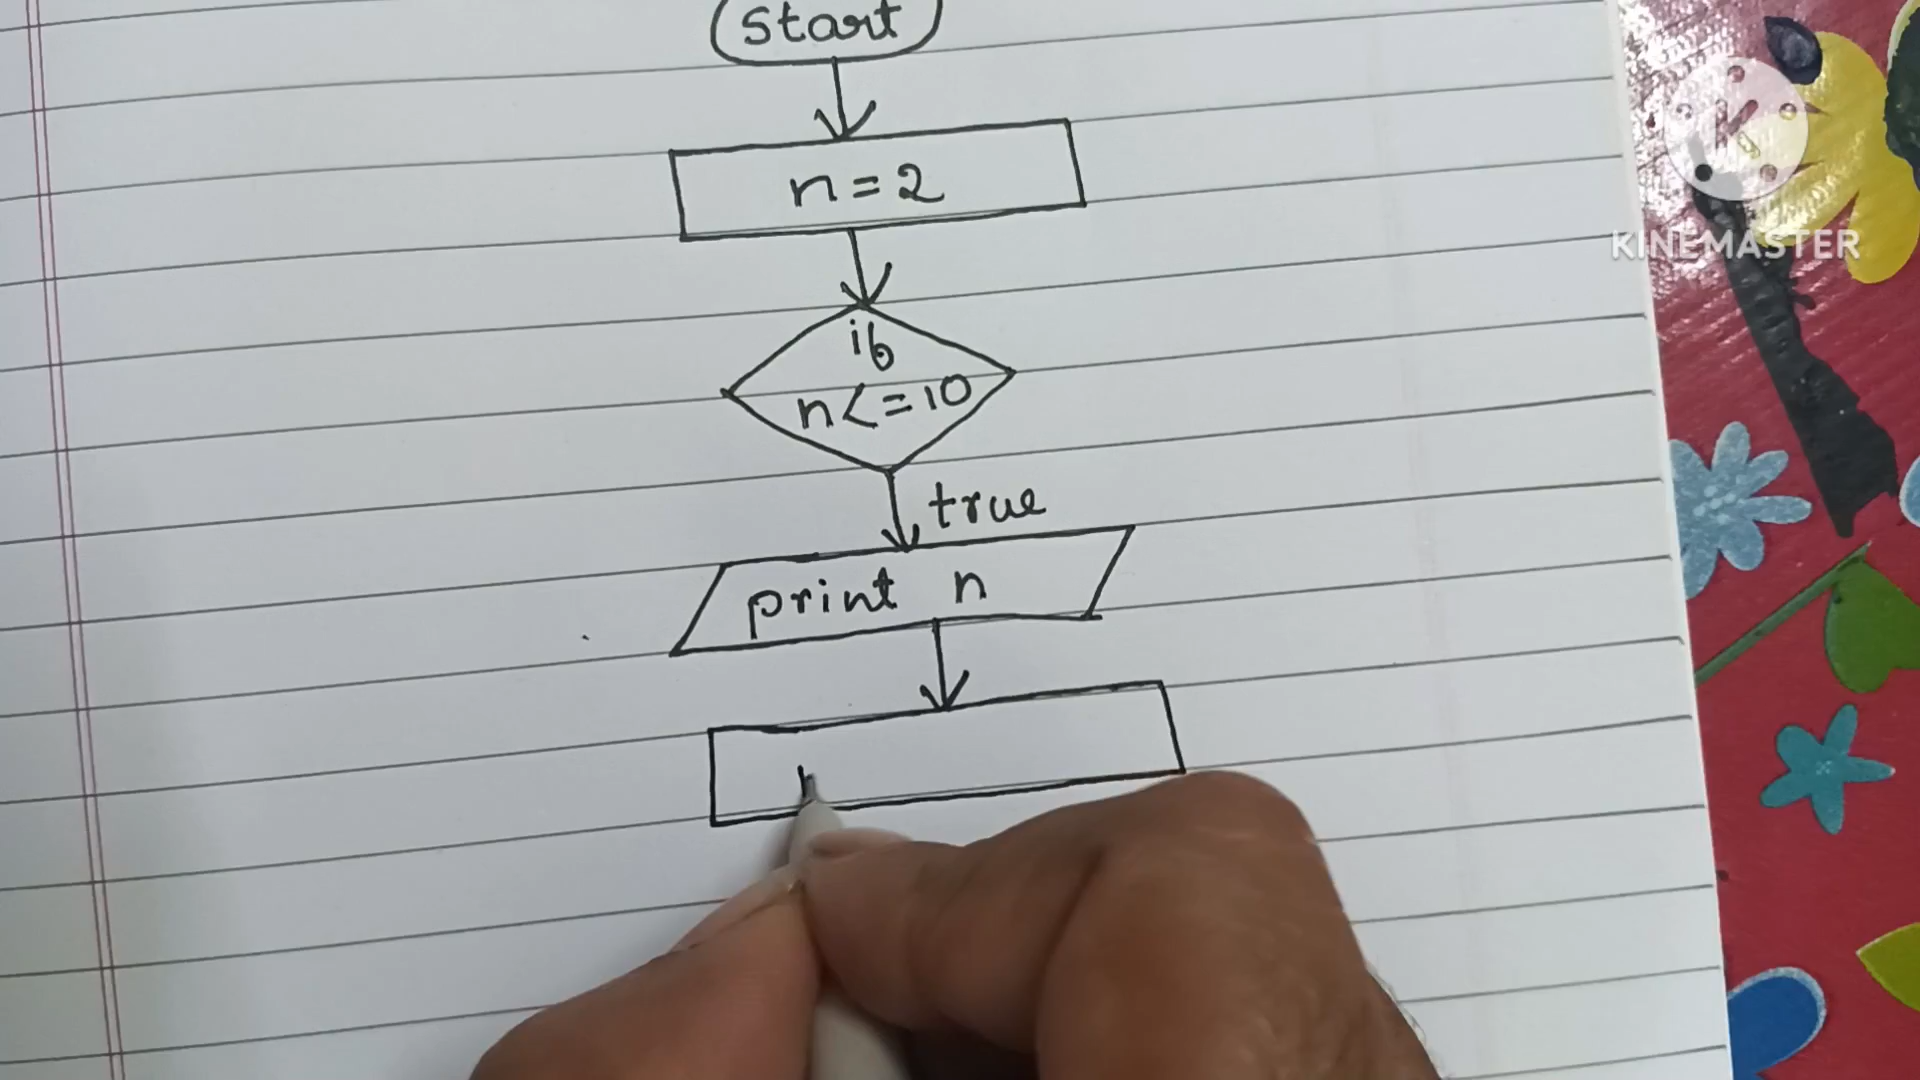 Start
KINEMASTER
n=2
if
n<=10
true
print n